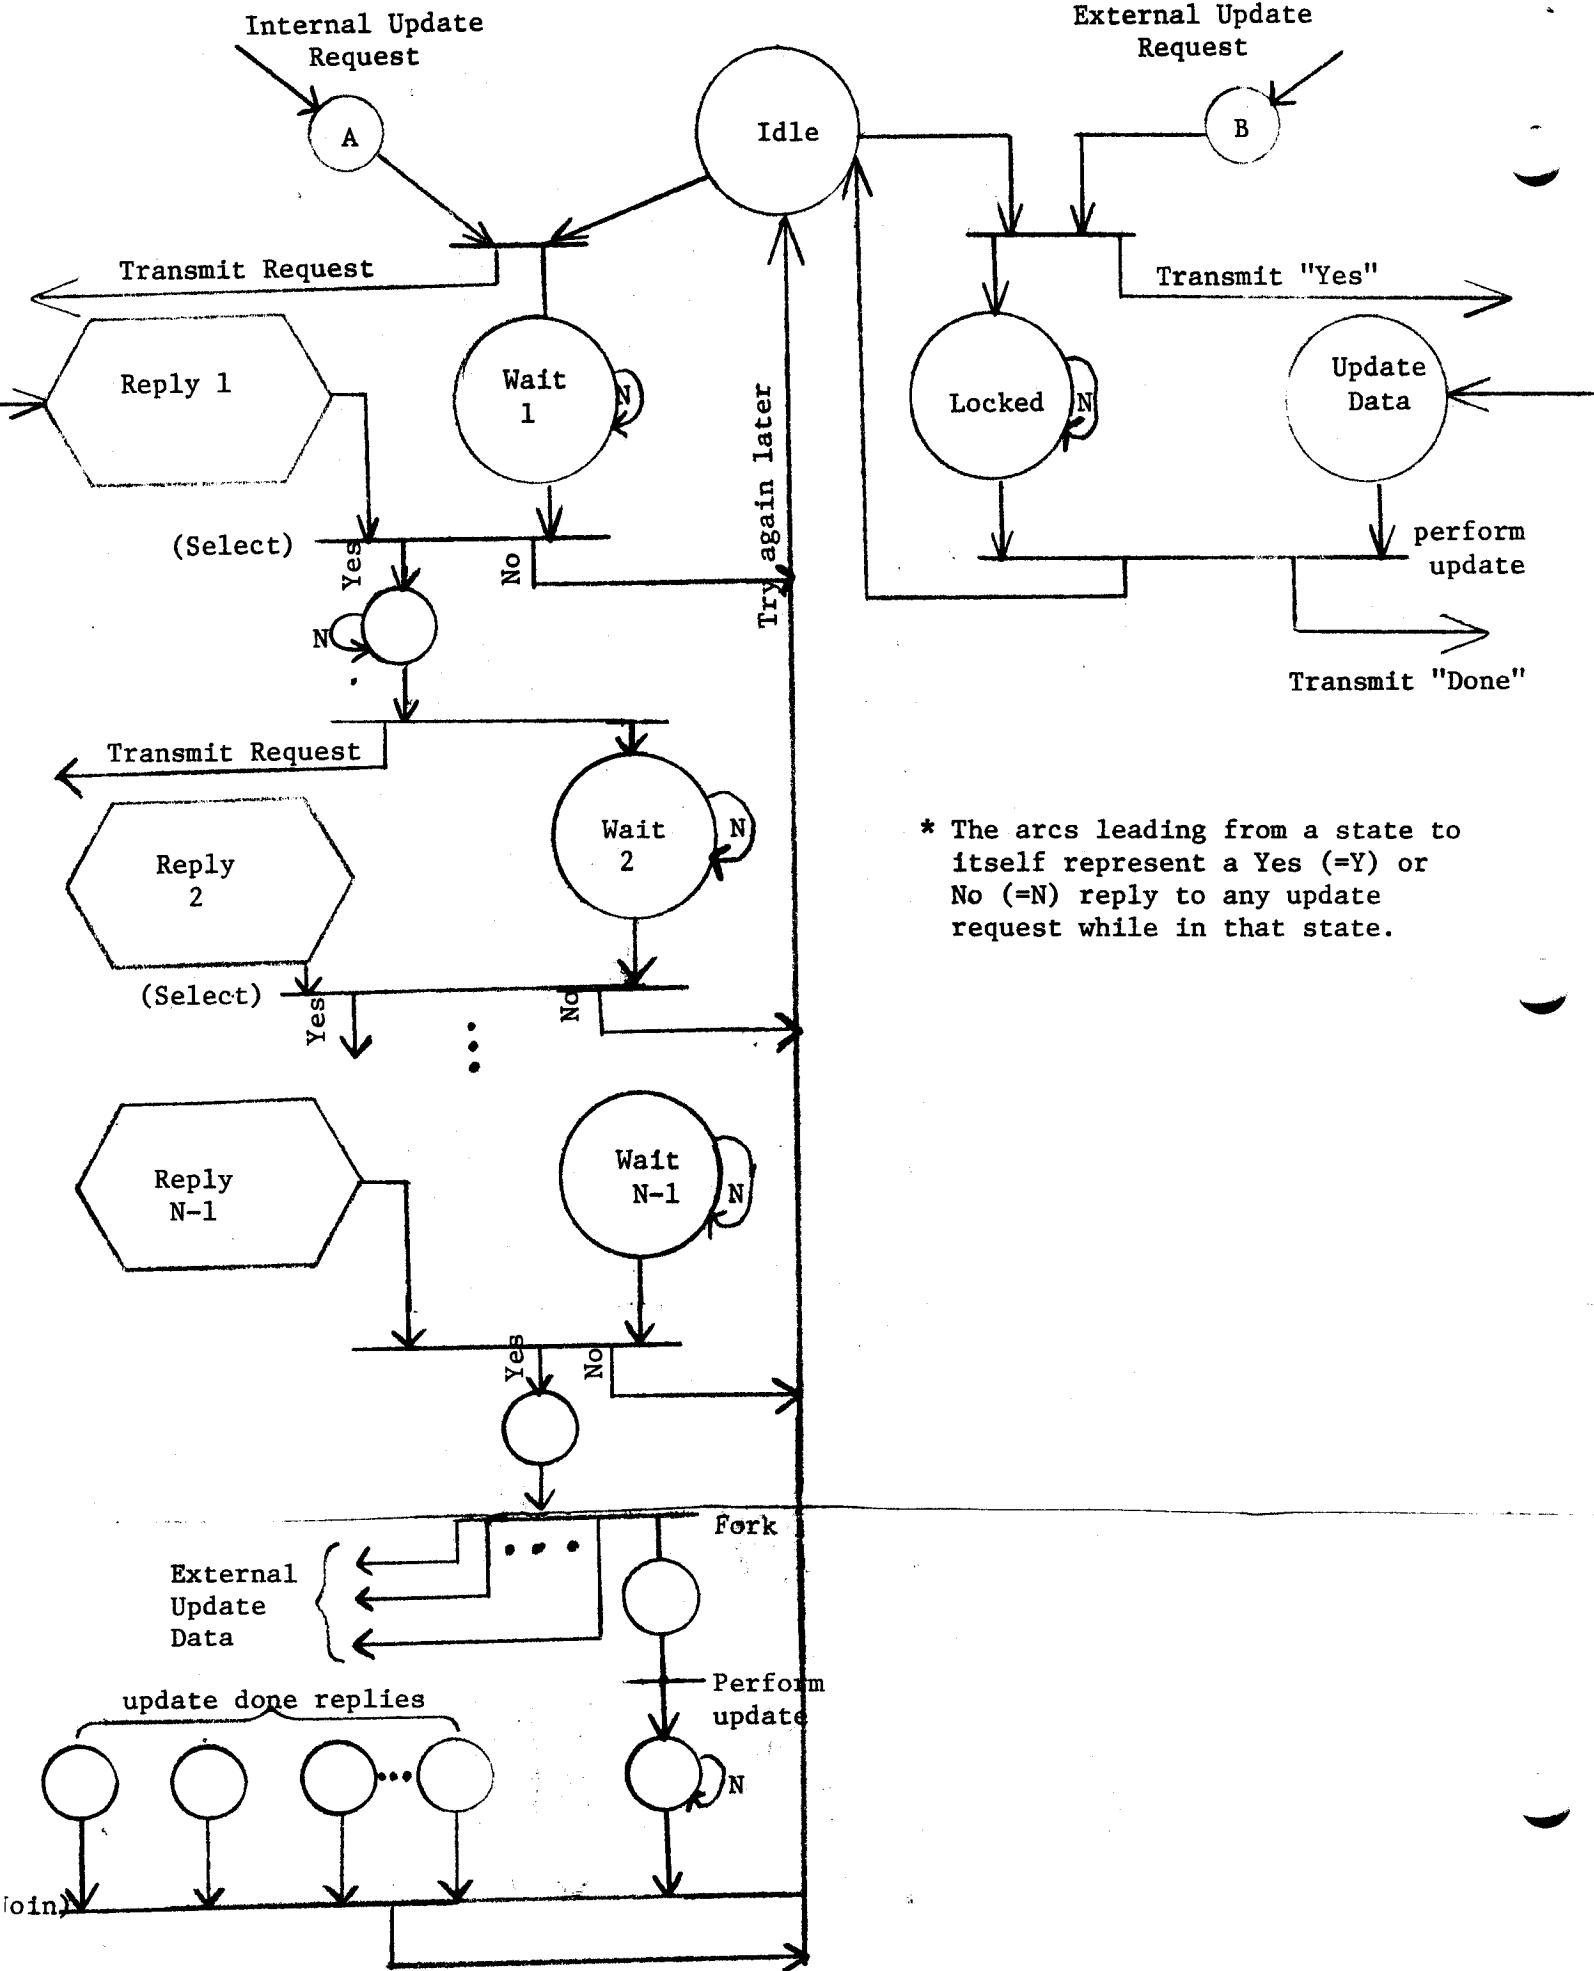 Internal Update
Request
External Update
Request
A
Idle
B
Transmit Request
Transmit "Yes"
Reply 1
Wait
1
N
Try again later
Locked
N
Update
Data
(Select)
Yes
No
perform
update
N
Transmit "Done"
Transmit Request
Reply
2
Wait
2
N
* The arcs leading from a state to
itself represent a Yes (=Y) or
No (=N) reply to any update
request while in that state.
(Select)
Yes
No
Reply
N-1
Wait
N-1
N
Yes
No
Fork
External
Update
Data
Perform
update
update done replies
N
oin)